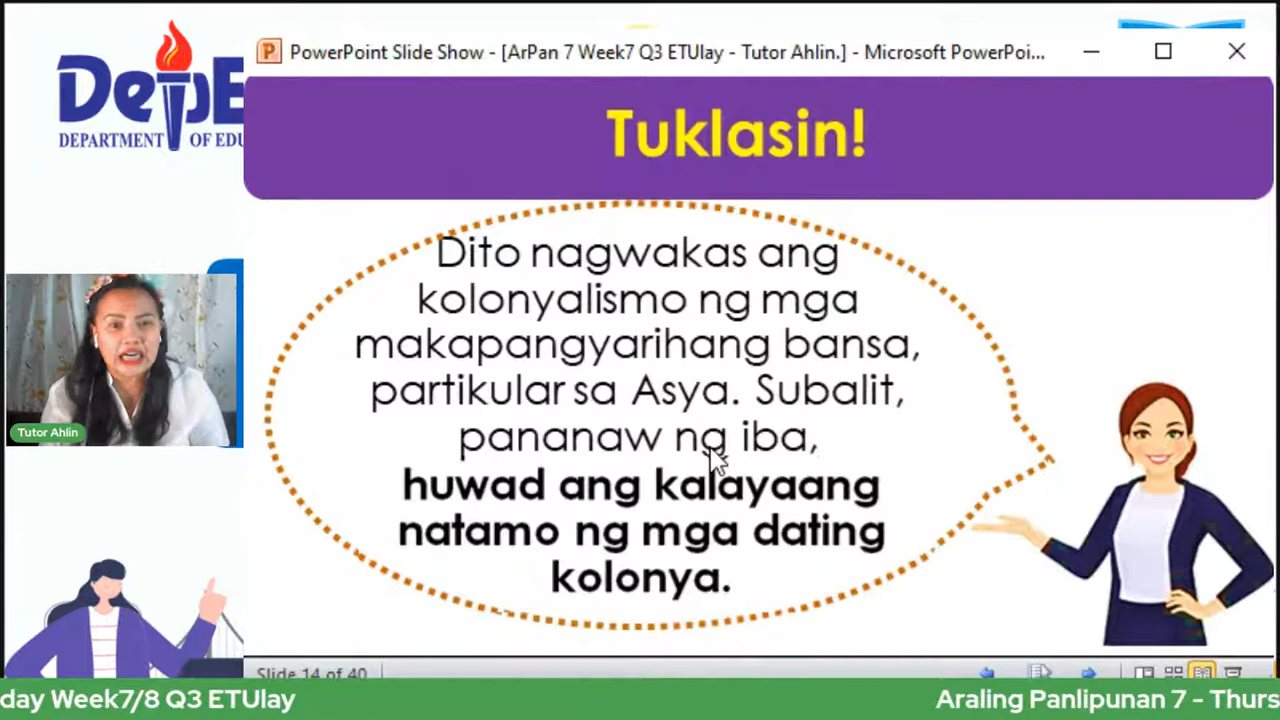 PowerPoint Slide Show - [ArPan 7 Week7 Q3 ETUlay - Tutor Ahlin.] - Microsoft PowerPoi...
DepE
DEPARTMENT OF EDU
Tuklasin!
Dito nagwakas ang
kolonyalismo ng mga
makapangyarihang bansa,
partikular sa Asya. Subalit,
pananaw ng iba,
huwad ang kalayaang
natamo ng mga dating
kolonya.
Tutor Ahlin
Slide 14 of 40
day Week7/8 Q3 ETUlay
Araling Panlipunan 7 - Thurs